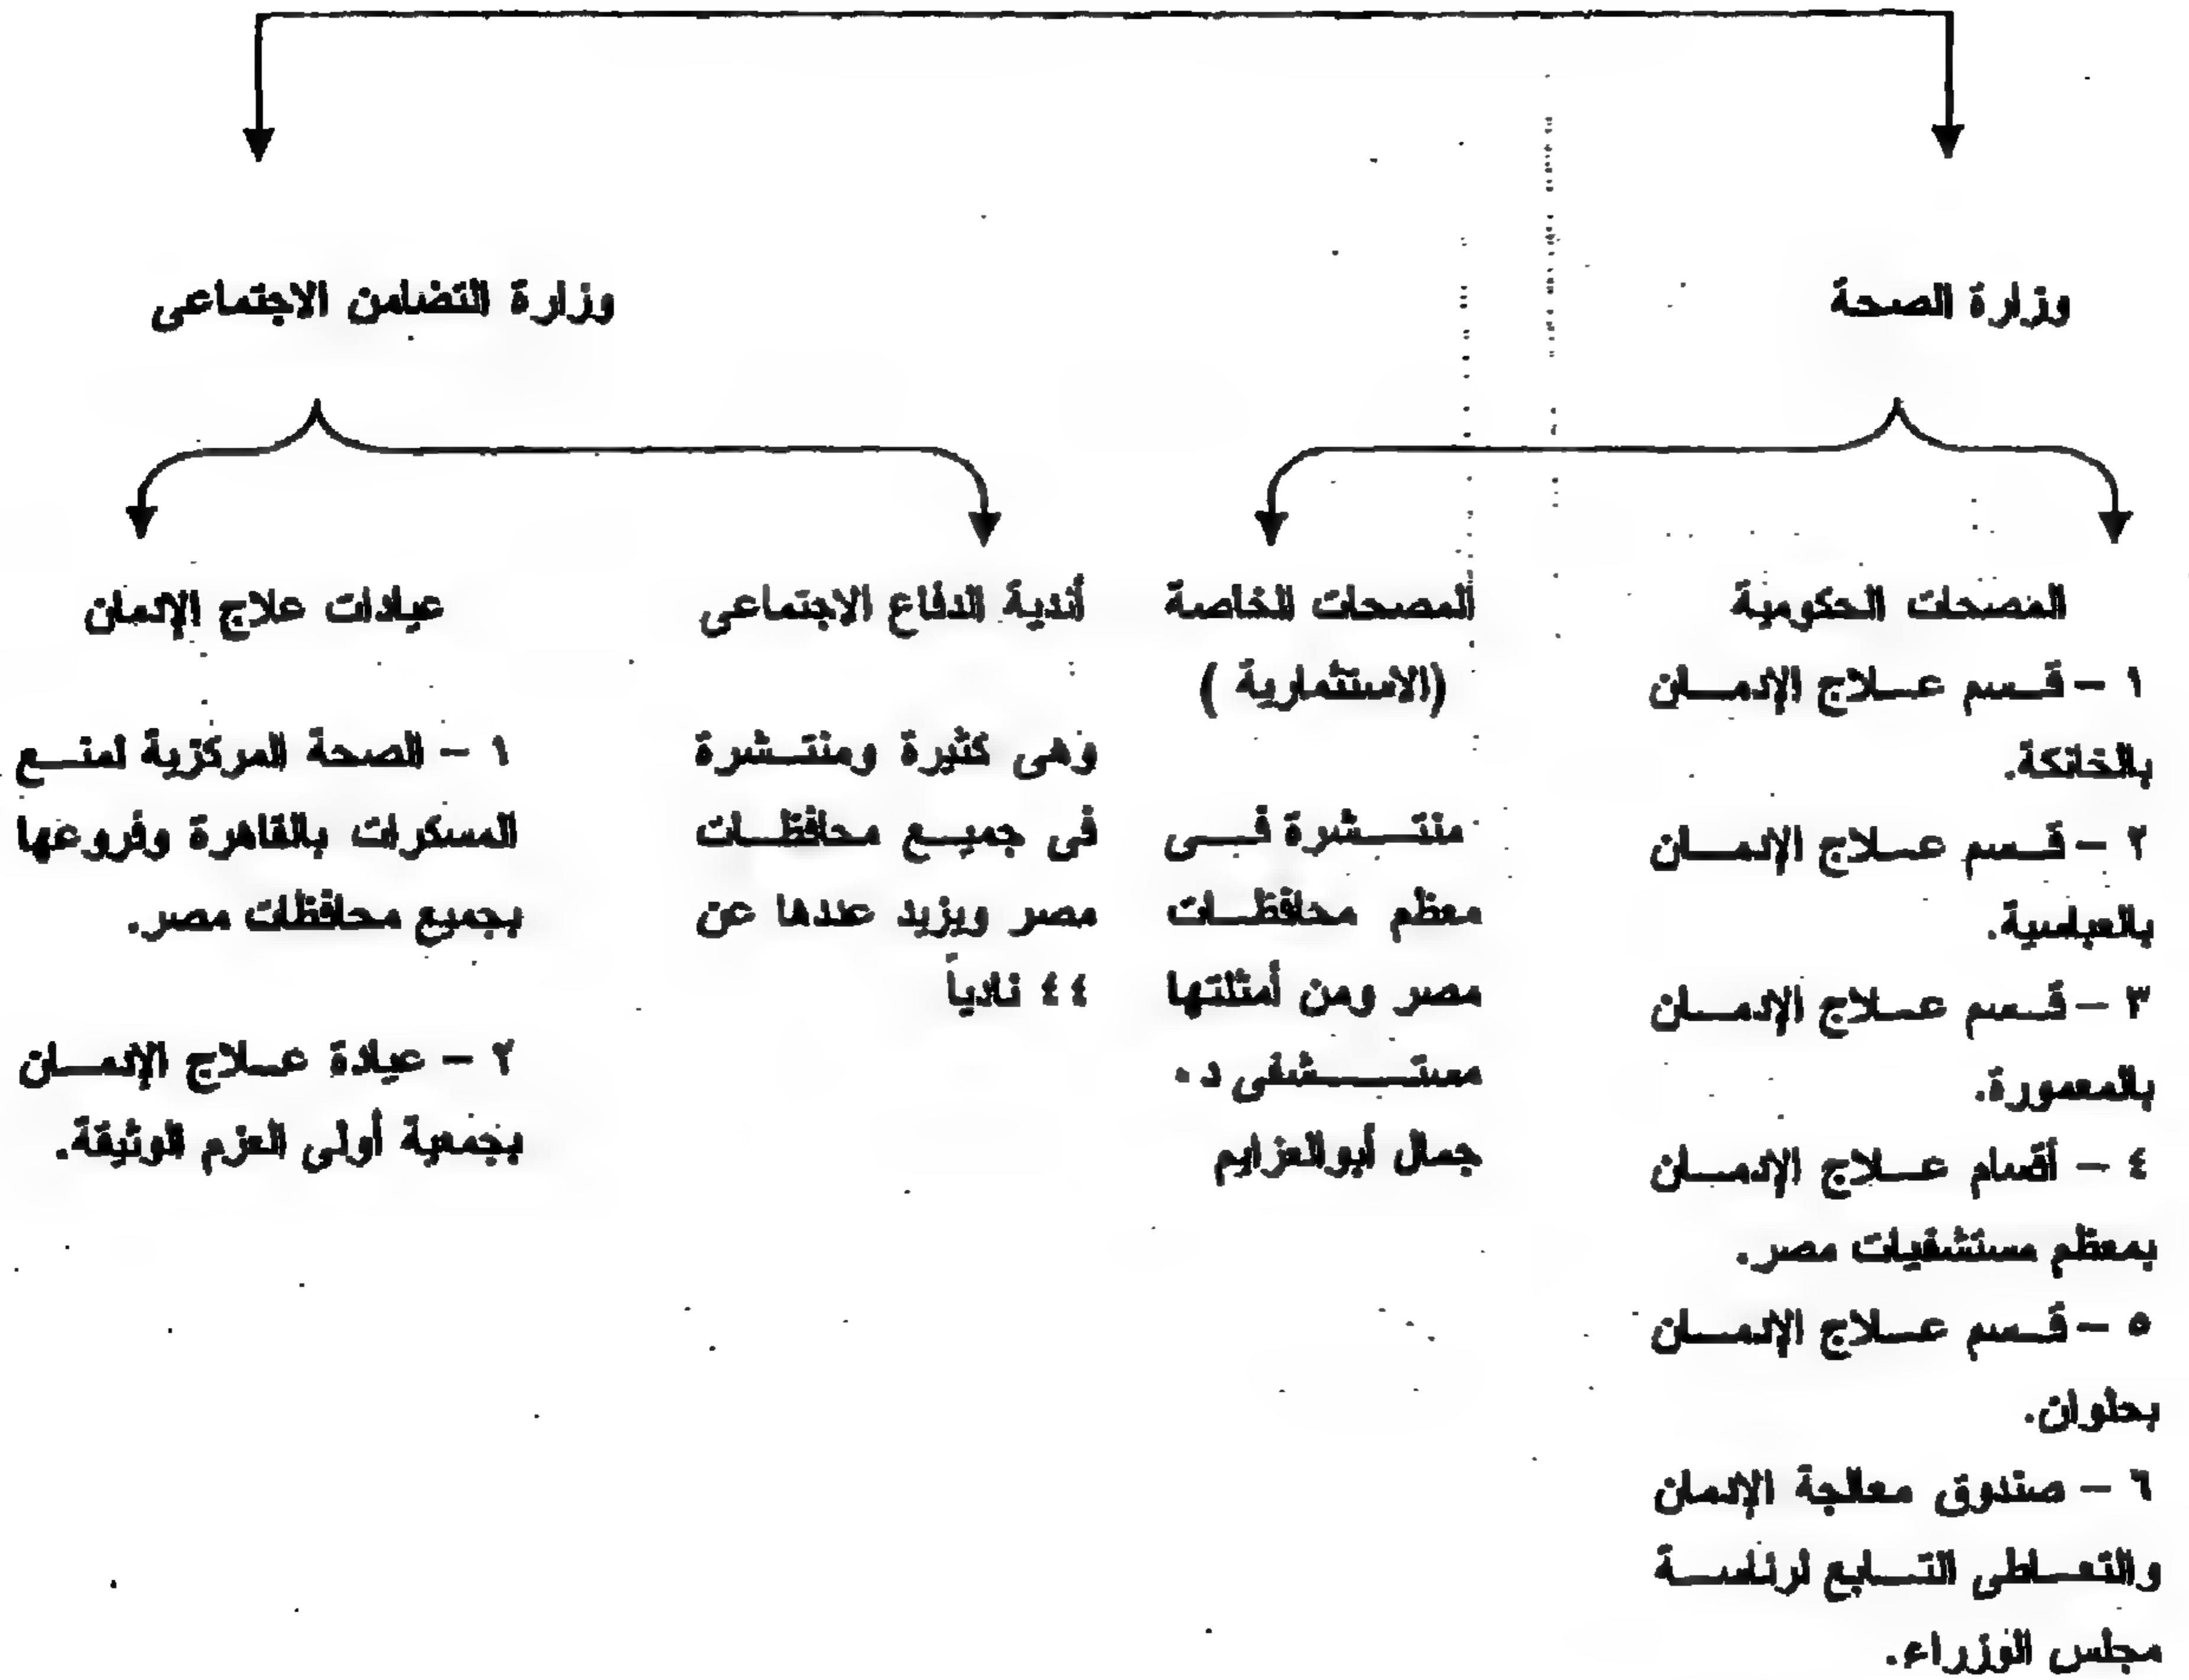 وزارة الصحة
وزارة التضامن الاجتماعى
المصحات الحكومية
١ – قسم علاج الإدمان
بالخانكة.
٢ – قسم علاج الإدمان
بالعباسية.
٣ – قسم علاج الإدمان
بالمعمورة.
٤ – أقسام علاج الإدمان
بمعظم مستشفيات مصر.
٥ – قسم علاج الإدمان
بحلوان.
٦ – صندوق معالجة الإدمان
والتعاطى التابع لرئاسة
مجلس الوزراء.
المصحات الخاصة
(الاستثمارية )
منتشرة فى
معظم محافظات
مصر ومن أمثلتها
مستشفى د.
جمال أبوالعزايم
أندية الدفاع الاجتماعى
وهى كثيرة ومنتشرة
فى جميع محافظات
مصر ويزيد عددها عن
٤٤ نادياً
عيادات علاج الإدمان
١ – الصحة المركزية لمنع
المسكرات بالقاهرة وفروعها
بجميع محافظات مصر.
٢ – عيادة علاج الإدمان
بجمعية أولى العزم الوثيقة.